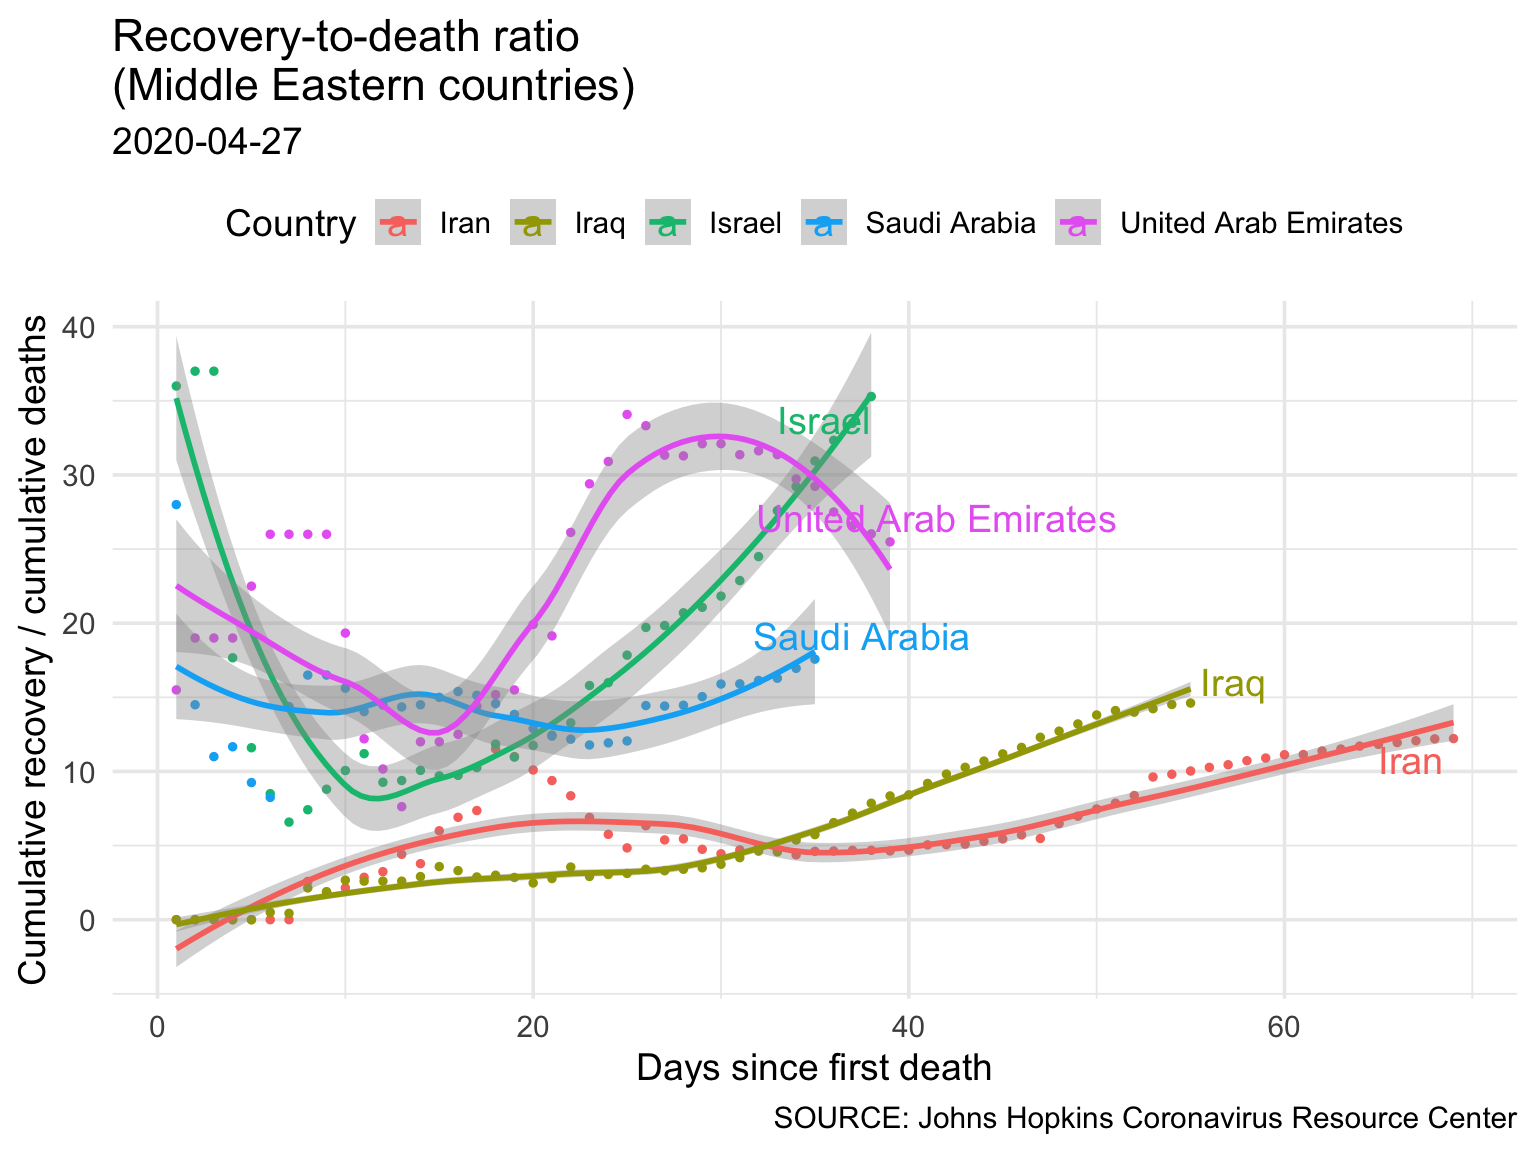 Recovery-to-death ratio
(Middle Eastern countries)
2020-04-27
Country a Iran a Iraq a Israel a Saudi Arabia a United Arab Emirates
Cumulative recovery / cumulative deaths
40
30
20
10
0
Israel
United Arab Emirates
Saudi Arabia
Iraq
Iran
0 20 40 60
Days since first death
SOURCE: Johns Hopkins Coronavirus Resource Center